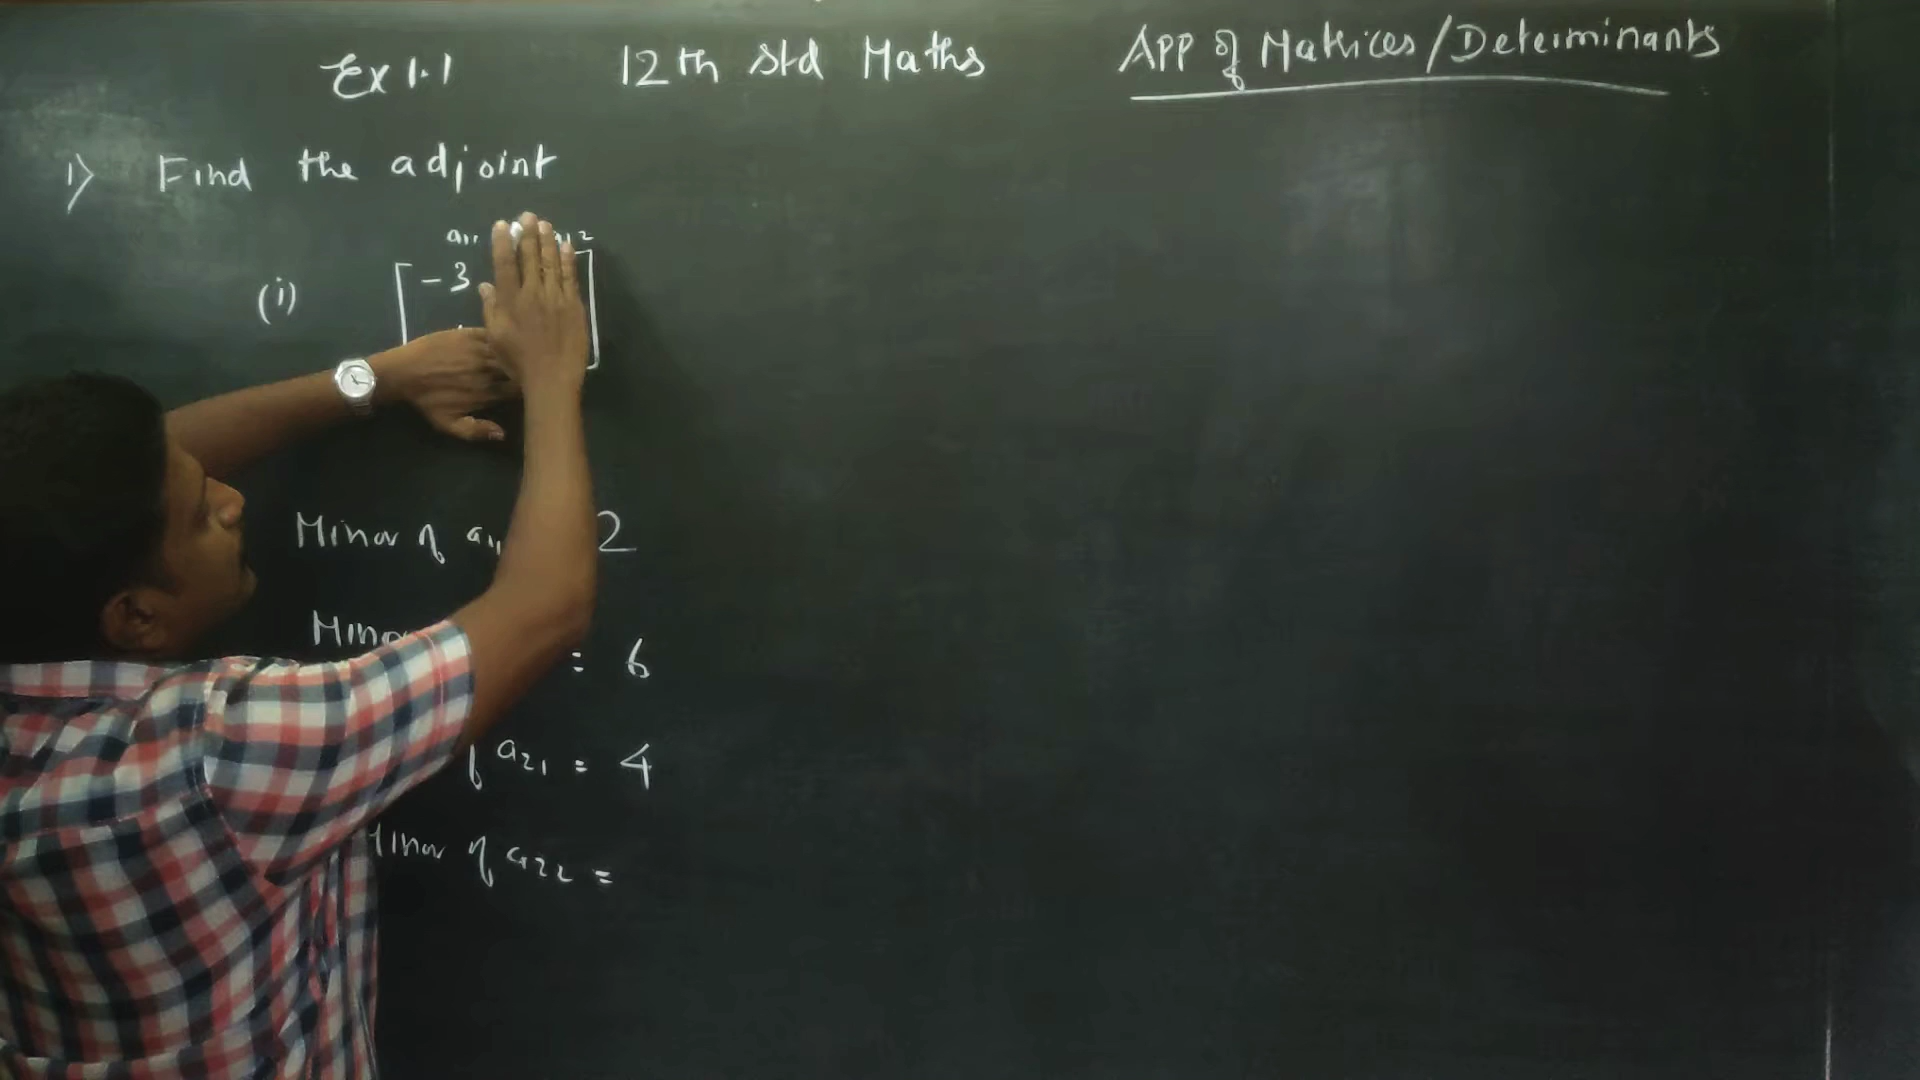 Ex 1.1 12th std Maths APP of Matrices/Determinants
1) Find the adjoint
a11 a12
(i) [-3 ]
Minor of a11 2
= 6
a21 = 4
Minor of a22 =